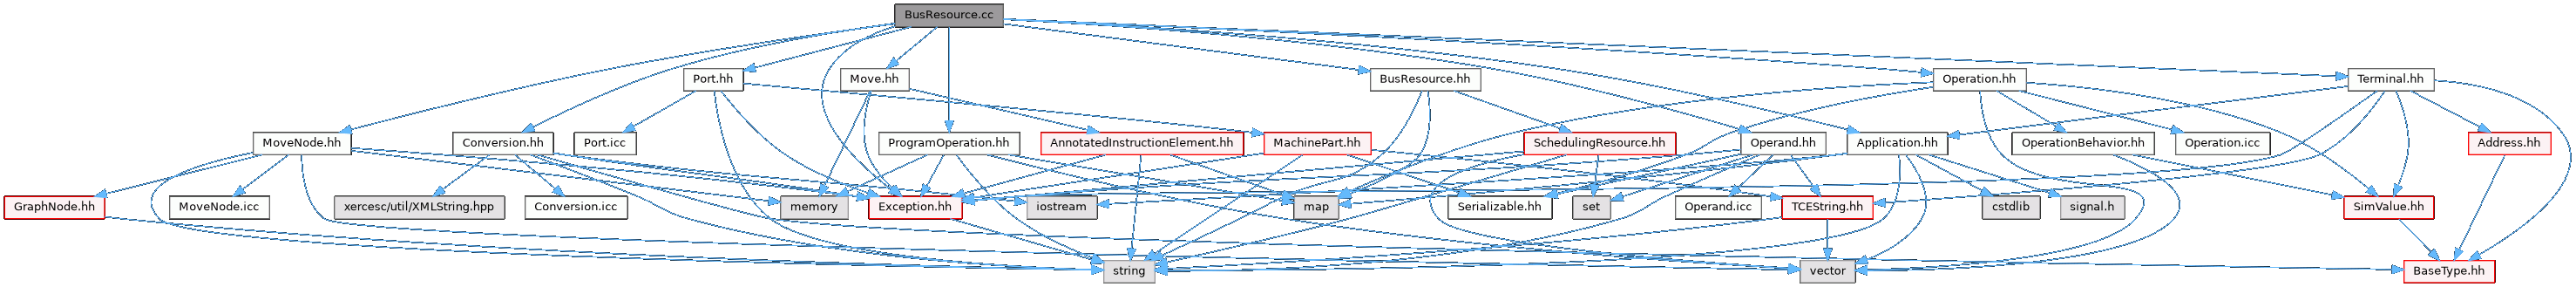 BusResource.cc
Port.hh
Move.hh
BusResource.hh
Operation.hh
Terminal.hh
MoveNode.hh
Conversion.hh
Port.icc
ProgramOperation.hh
AnnotatedInstructionElement.hh
MachinePart.hh
SchedulingResource.hh
Operand.hh
Application.hh
OperationBehavior.hh
Operation.icc
Address.hh
GraphNode.hh
MoveNode.icc
xercesc/util/XMLString.hpp
Conversion.icc
memory
Exception.hh
iostream
map
Serializable.hh
set
Operand.icc
TCEString.hh
cstdlib
signal.h
SimValue.hh
string
vector
BaseType.hh